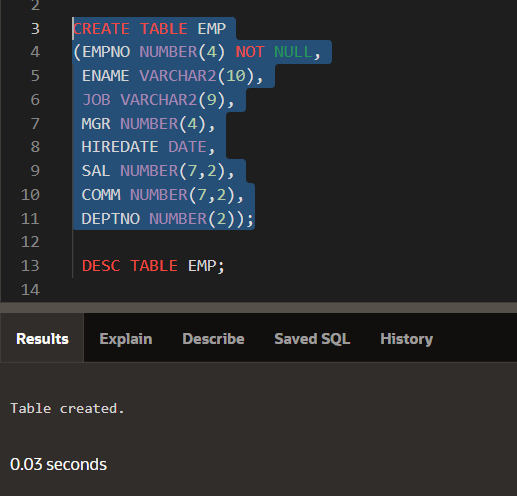 2
3 CREATE TABLE EMP
4 (EMPNO NUMBER(4) NOT NULL,
5 ENAME VARCHAR2(10),
6 JOB VARCHAR2(9),
7 MGR NUMBER(4),
8 HIREDATE DATE,
9 SAL NUMBER(7,2),
10 COMM NUMBER(7,2),
11 DEPTNO NUMBER(2));
12
13 DESC TABLE EMP;
14
Results Explain Describe Saved SQL History
Table created.
0.03 seconds